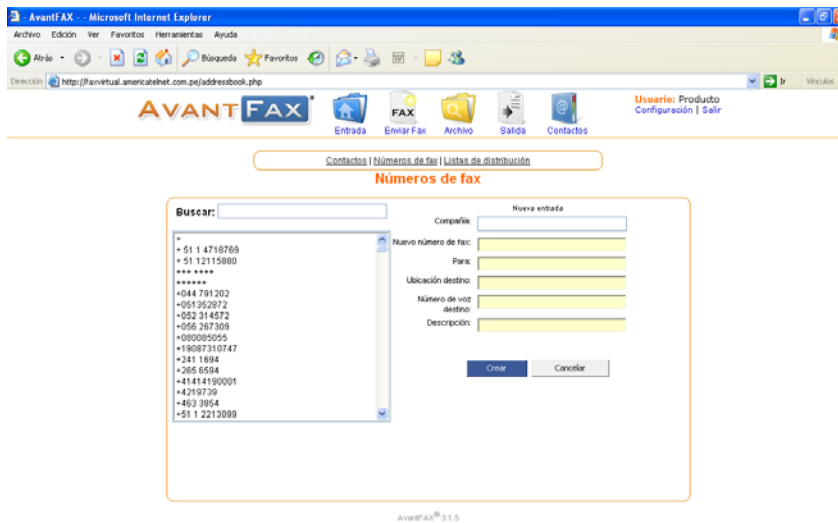 - AvantFAX - - Microsoft Internet Explorer
Archivo Edición Ver Favoritos Herramientas Ayuda
Atrás Búsqueda Favoritos
Dirección http://faxvirtual.americatelnet.com.pe/addressbook.php Ir Vínculos
AVANTFAX
Entrada Enviar Fax Archivo Salida Contactos
FAX
Usuario: Producto
Configuración | Salir
Contactos | Números de fax | Listas de distribución
Números de fax
Buscar:
*
+ 51 1 4718769
+ 51 12115880
*** ****
******
+044 791202
+051352872
+052 314572
+056 267309
+080085055
+19087310747
+241 1694
+265 6594
+41414190001
+4219739
+463 3854
+51 1 2213099
Nueva entrada
Compañía:
Nuevo número de fax:
Para:
Ubicación destino:
Número de voz
destino:
Descripción:
Crear Cancelar
AvantFAX® 3.1.5